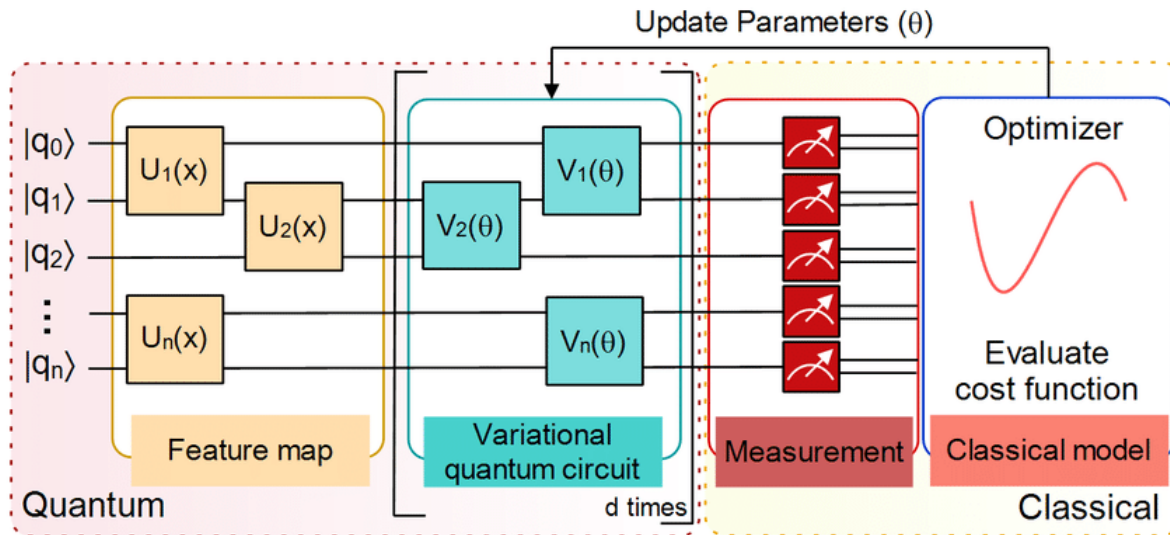 Update Parameters (θ)
|q₀⟩
|q₁⟩
|q₂⟩
⋮
|qₙ⟩
U₁(x)
U₂(x)
Uₙ(x)
Feature map
V₁(θ)
V₂(θ)
Vₙ(θ)
Variational
quantum circuit
d times
Quantum
Measurement
Optimizer
Evaluate
cost function
Classical model
Classical